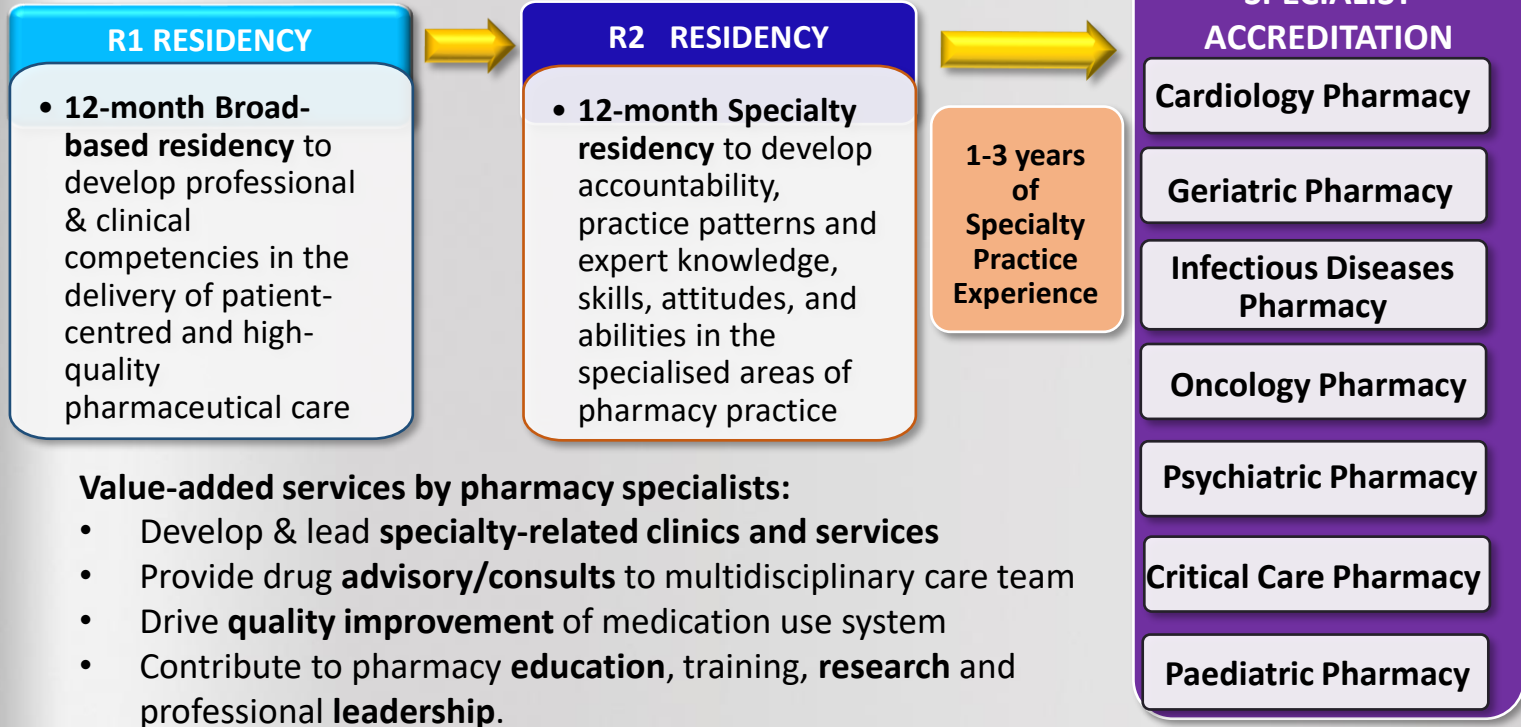 R1 RESIDENCY
• 12-month Broad-
based residency to
develop professional
& clinical
competencies in the
delivery of patient-
centred and high-
quality
pharmaceutical care
R2 RESIDENCY
• 12-month Specialty
residency to develop
accountability,
practice patterns and
expert knowledge,
skills, attitudes, and
abilities in the
specialised areas of
pharmacy practice
1-3 years
of
Specialty
Practice
Experience
SPECIALIST
ACCREDITATION
Cardiology Pharmacy
Geriatric Pharmacy
Infectious Diseases
Pharmacy
Oncology Pharmacy
Psychiatric Pharmacy
Critical Care Pharmacy
Paediatric Pharmacy
Value-added services by pharmacy specialists:
• Develop & lead specialty-related clinics and services
• Provide drug advisory/consults to multidisciplinary care team
• Drive quality improvement of medication use system
• Contribute to pharmacy education, training, research and
professional leadership.